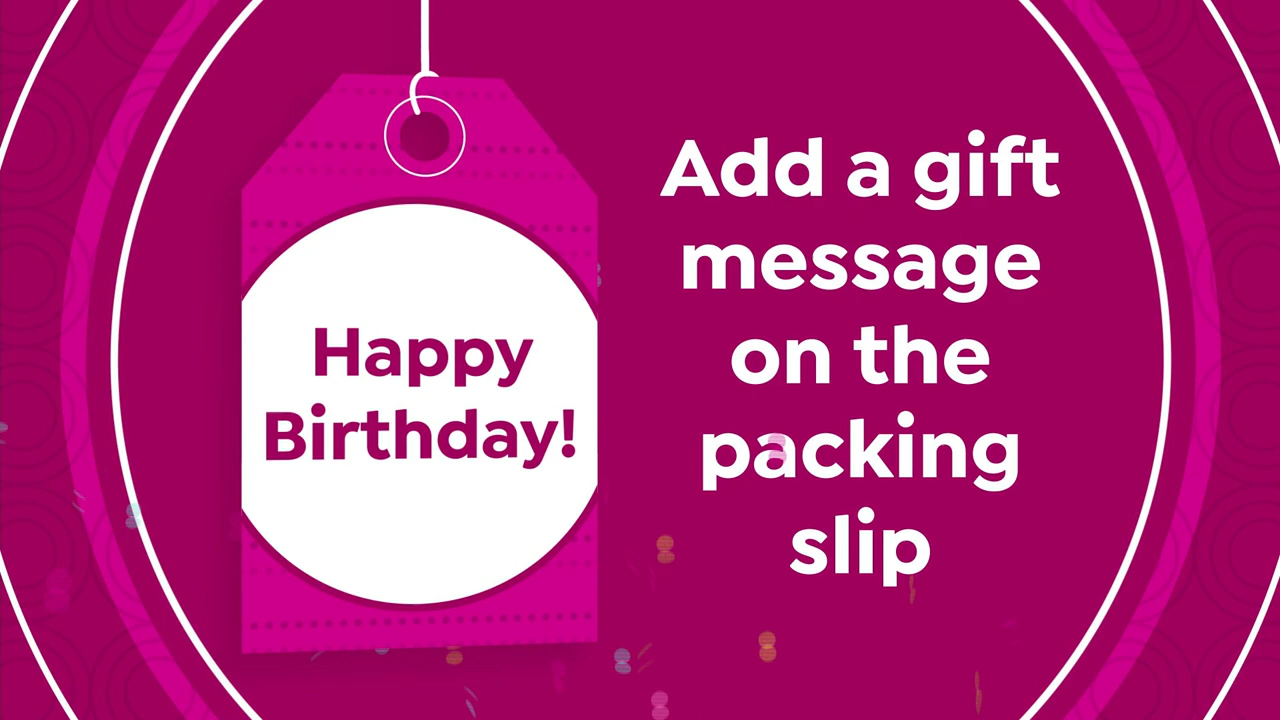 Happy
Birthday!
Add a gift
message
on the
packing
slip